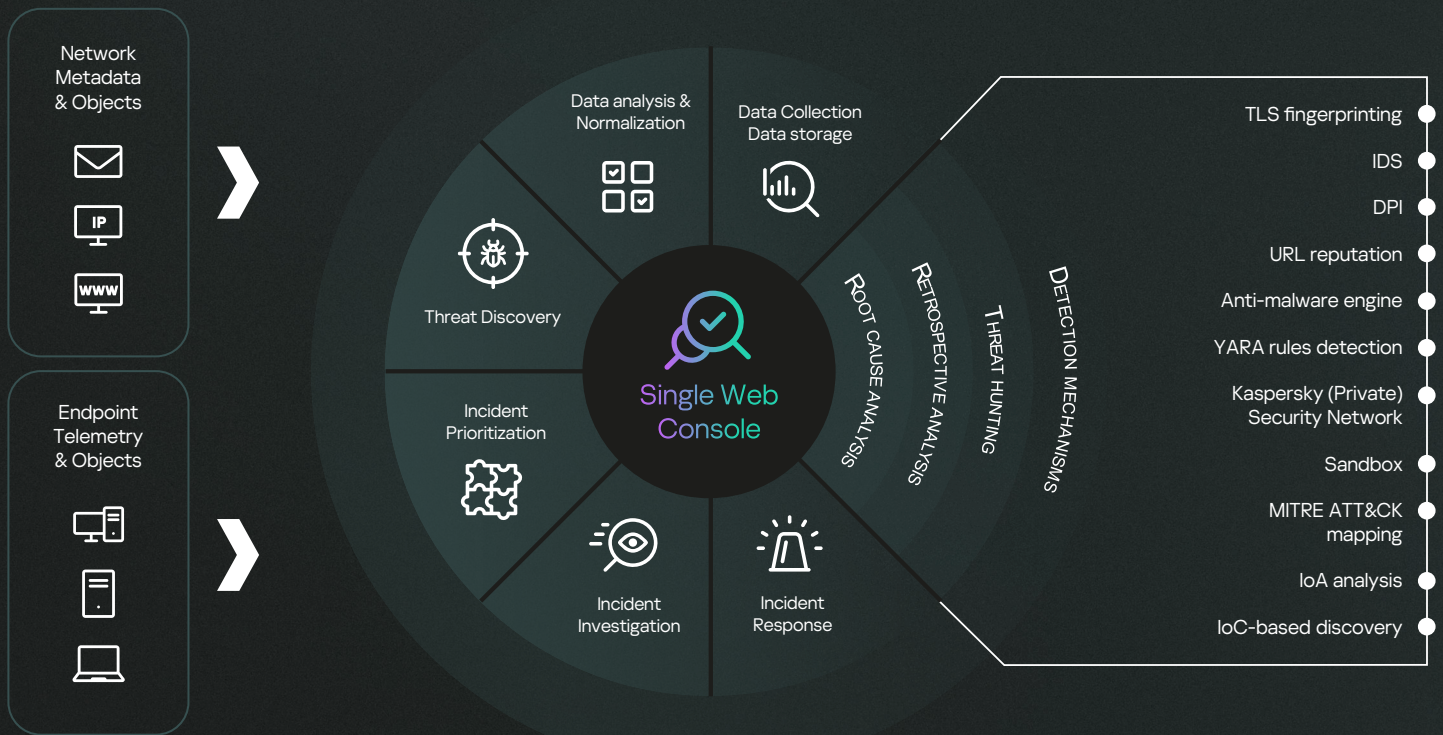 Network
Metadata
& Objects
IP
WWW
Endpoint
Telemetry
& Objects
Data analysis &
Normalization
Data Collection
Data storage
Threat Discovery
Incident
Prioritization
Incident
Investigation
Incident
Response
Single Web
Console
ROOT CAUSE ANALYSIS
RETROSPECTIVE ANALYSIS
THREAT HUNTING
DETECTION MECHANISMS
TLS fingerprinting
IDS
DPI
URL reputation
Anti-malware engine
YARA rules detection
Kaspersky (Private)
Security Network
Sandbox
MITRE ATT&CK
mapping
IoA analysis
IoC-based discovery